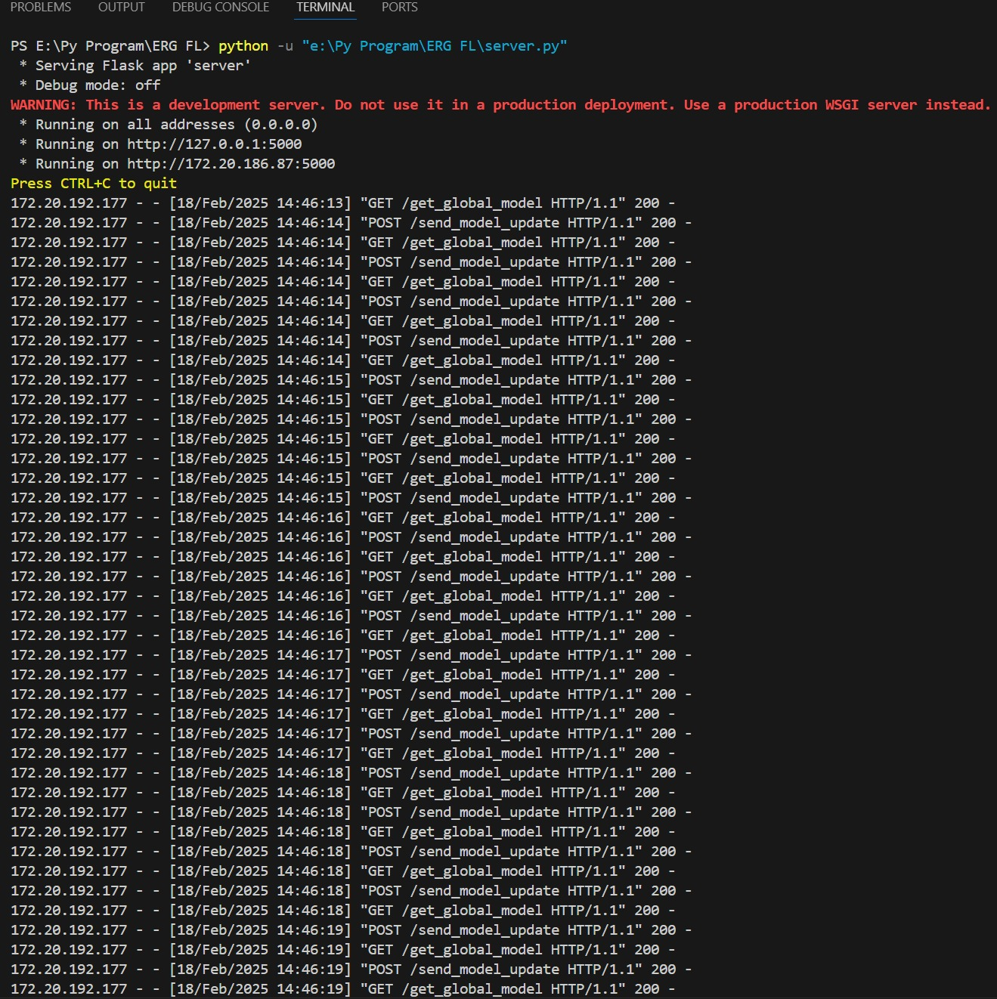 PROBLEMS OUTPUT DEBUG CONSOLE TERMINAL PORTS
PS E:\Py Program\ERG FL> python -u "e:\Py Program\ERG FL\server.py"
* Serving Flask app 'server'
* Debug mode: off
WARNING: This is a development server. Do not use it in a production deployment. Use a production WSGI server instead.
* Running on all addresses (0.0.0.0)
* Running on http://127.0.0.1:5000
* Running on http://172.20.186.87:5000
Press CTRL+C to quit
172.20.192.177 - - [18/Feb/2025 14:46:13] "GET /get_global_model HTTP/1.1" 200 -
172.20.192.177 - - [18/Feb/2025 14:46:14] "POST /send_model_update HTTP/1.1" 200 -
172.20.192.177 - - [18/Feb/2025 14:46:14] "GET /get_global_model HTTP/1.1" 200 -
172.20.192.177 - - [18/Feb/2025 14:46:14] "POST /send_model_update HTTP/1.1" 200 -
172.20.192.177 - - [18/Feb/2025 14:46:14] "GET /get_global_model HTTP/1.1" 200 -
172.20.192.177 - - [18/Feb/2025 14:46:14] "POST /send_model_update HTTP/1.1" 200 -
172.20.192.177 - - [18/Feb/2025 14:46:14] "GET /get_global_model HTTP/1.1" 200 -
172.20.192.177 - - [18/Feb/2025 14:46:14] "POST /send_model_update HTTP/1.1" 200 -
172.20.192.177 - - [18/Feb/2025 14:46:14] "GET /get_global_model HTTP/1.1" 200 -
172.20.192.177 - - [18/Feb/2025 14:46:15] "POST /send_model_update HTTP/1.1" 200 -
172.20.192.177 - - [18/Feb/2025 14:46:15] "GET /get_global_model HTTP/1.1" 200 -
172.20.192.177 - - [18/Feb/2025 14:46:15] "POST /send_model_update HTTP/1.1" 200 -
172.20.192.177 - - [18/Feb/2025 14:46:15] "GET /get_global_model HTTP/1.1" 200 -
172.20.192.177 - - [18/Feb/2025 14:46:15] "POST /send_model_update HTTP/1.1" 200 -
172.20.192.177 - - [18/Feb/2025 14:46:15] "GET /get_global_model HTTP/1.1" 200 -
172.20.192.177 - - [18/Feb/2025 14:46:15] "POST /send_model_update HTTP/1.1" 200 -
172.20.192.177 - - [18/Feb/2025 14:46:16] "GET /get_global_model HTTP/1.1" 200 -
172.20.192.177 - - [18/Feb/2025 14:46:16] "POST /send_model_update HTTP/1.1" 200 -
172.20.192.177 - - [18/Feb/2025 14:46:16] "GET /get_global_model HTTP/1.1" 200 -
172.20.192.177 - - [18/Feb/2025 14:46:16] "POST /send_model_update HTTP/1.1" 200 -
172.20.192.177 - - [18/Feb/2025 14:46:16] "GET /get_global_model HTTP/1.1" 200 -
172.20.192.177 - - [18/Feb/2025 14:46:16] "POST /send_model_update HTTP/1.1" 200 -
172.20.192.177 - - [18/Feb/2025 14:46:16] "GET /get_global_model HTTP/1.1" 200 -
172.20.192.177 - - [18/Feb/2025 14:46:17] "POST /send_model_update HTTP/1.1" 200 -
172.20.192.177 - - [18/Feb/2025 14:46:17] "GET /get_global_model HTTP/1.1" 200 -
172.20.192.177 - - [18/Feb/2025 14:46:17] "POST /send_model_update HTTP/1.1" 200 -
172.20.192.177 - - [18/Feb/2025 14:46:17] "GET /get_global_model HTTP/1.1" 200 -
172.20.192.177 - - [18/Feb/2025 14:46:17] "POST /send_model_update HTTP/1.1" 200 -
172.20.192.177 - - [18/Feb/2025 14:46:17] "GET /get_global_model HTTP/1.1" 200 -
172.20.192.177 - - [18/Feb/2025 14:46:18] "POST /send_model_update HTTP/1.1" 200 -
172.20.192.177 - - [18/Feb/2025 14:46:18] "GET /get_global_model HTTP/1.1" 200 -
172.20.192.177 - - [18/Feb/2025 14:46:18] "POST /send_model_update HTTP/1.1" 200 -
172.20.192.177 - - [18/Feb/2025 14:46:18] "GET /get_global_model HTTP/1.1" 200 -
172.20.192.177 - - [18/Feb/2025 14:46:18] "POST /send_model_update HTTP/1.1" 200 -
172.20.192.177 - - [18/Feb/2025 14:46:18] "GET /get_global_model HTTP/1.1" 200 -
172.20.192.177 - - [18/Feb/2025 14:46:18] "POST /send_model_update HTTP/1.1" 200 -
172.20.192.177 - - [18/Feb/2025 14:46:18] "GET /get_global_model HTTP/1.1" 200 -
172.20.192.177 - - [18/Feb/2025 14:46:19] "POST /send_model_update HTTP/1.1" 200 -
172.20.192.177 - - [18/Feb/2025 14:46:19] "GET /get_global_model HTTP/1.1" 200 -
172.20.192.177 - - [18/Feb/2025 14:46:19] "POST /send_model_update HTTP/1.1" 200 -
172.20.192.177 - - [18/Feb/2025 14:46:19] "GET /get_global_model HTTP/1.1" 200 -